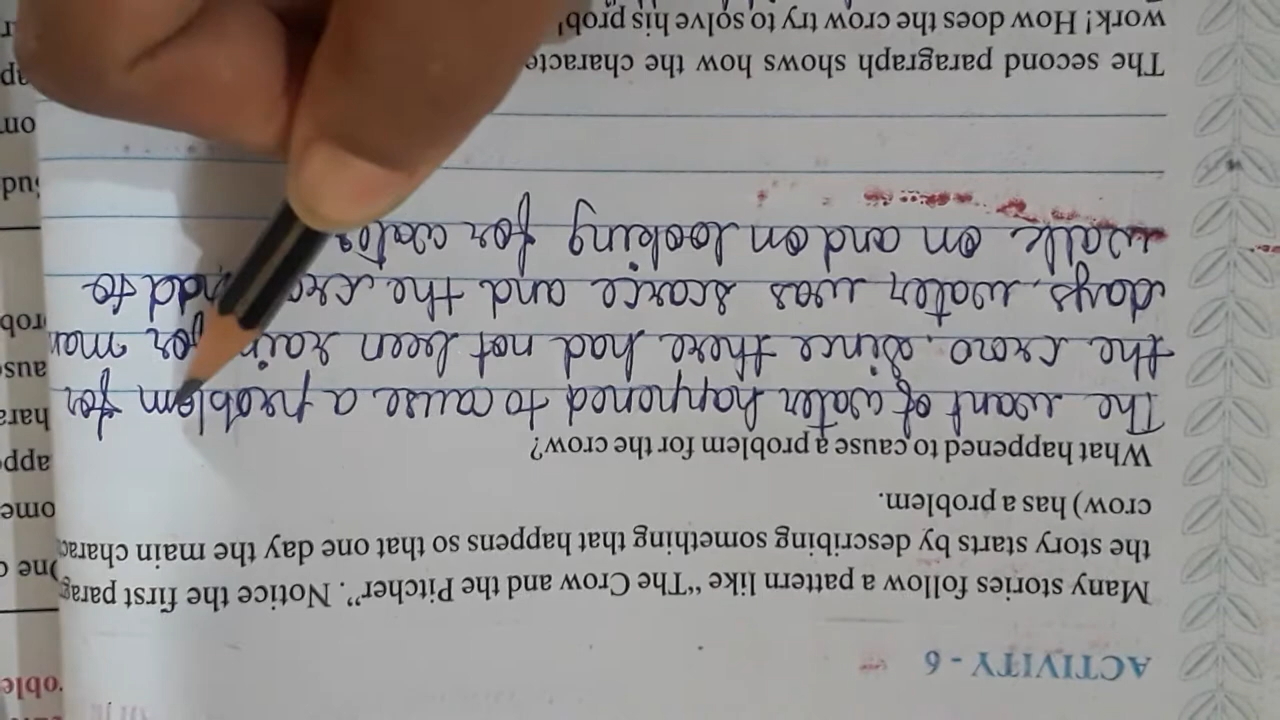 ACTIVITY - 6
Many stories follow a pattern like "The Crow and the Pitcher". Notice the first parag
the story starts by describing something that happens so that one day the main charac
crow) has a problem.
What happened to cause a problem for the crow?
The want of water happened to cause a problem for
the crow. Since there had not been rain for man
days, water was scarce and the crow had to
walk on and on looking for water
The second paragraph shows how the characte
work! How does the crow try to solve his prob